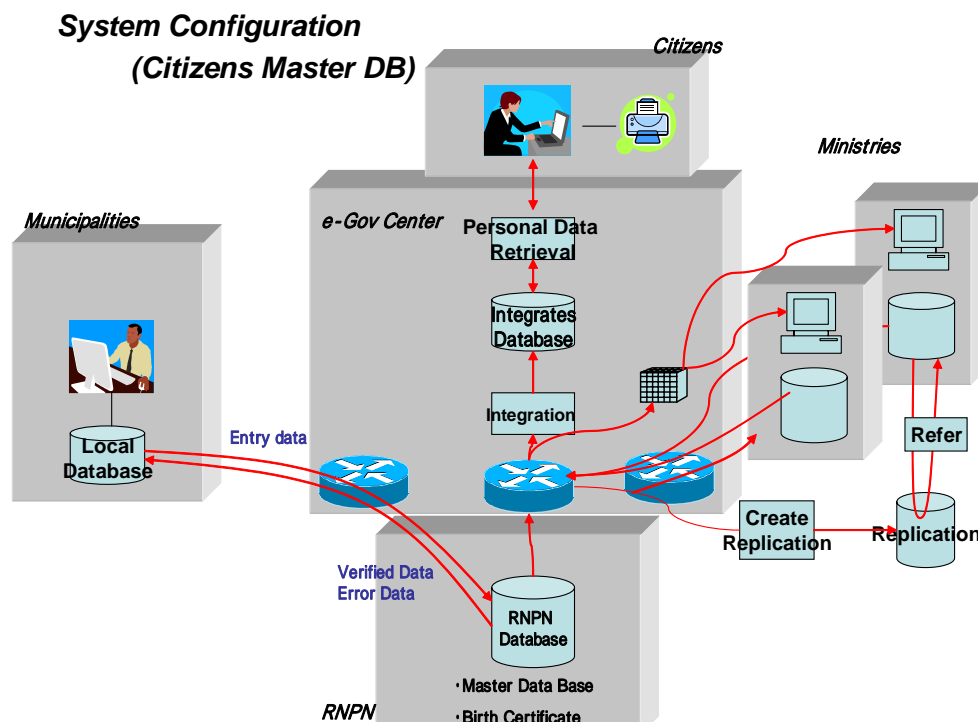 System Configuration
(Citizens Master DB)
Citizens
Ministries
Municipalities
e-Gov Center
Personal Data
Retrieval
Integrates
Database
Integration
Entry data
Local
Database
Refer
Create
Replication
Replication
Verified Data
Error Data
RNPN
Database
・Master Data Base
RNPN
・Birth Certificate